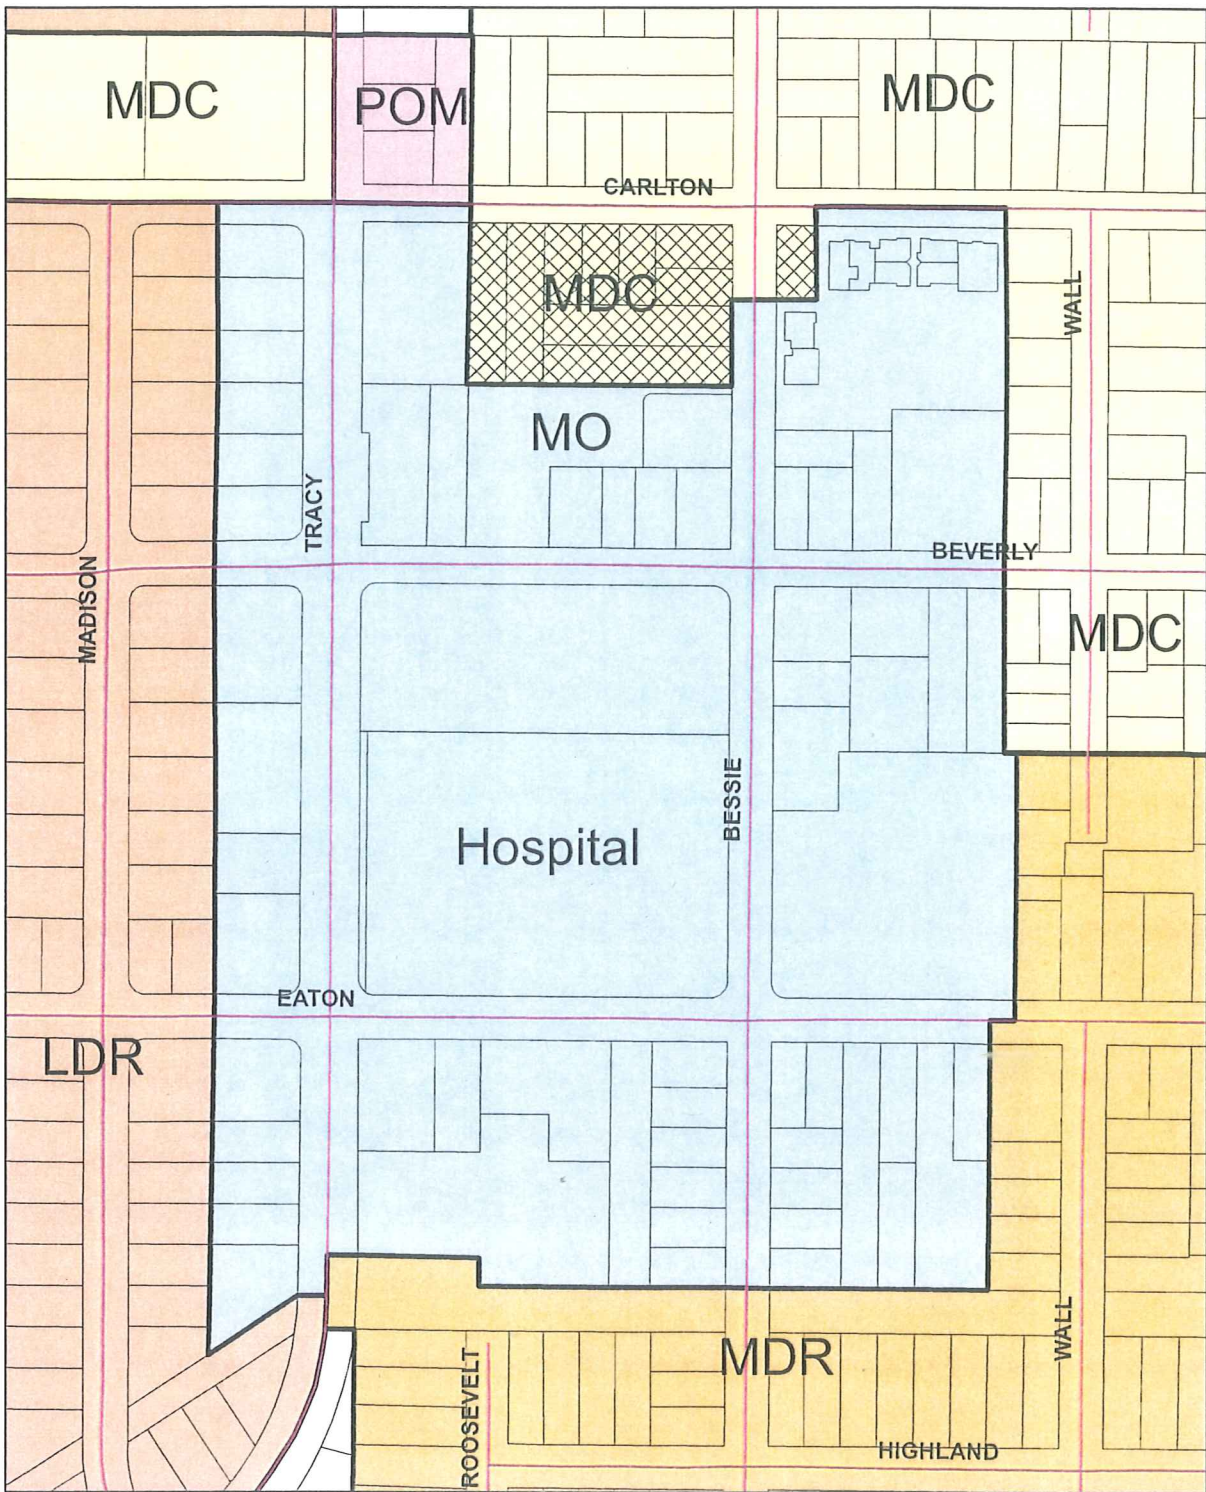 MDC
POM
MDC
CARLTON
MDC
WALL
MO
TRACY
BEVERLY
MADISON
MDC
BESSIE
Hospital
EATON
LDR
WALL
MDR
ROOSEVELT
HIGHLAND